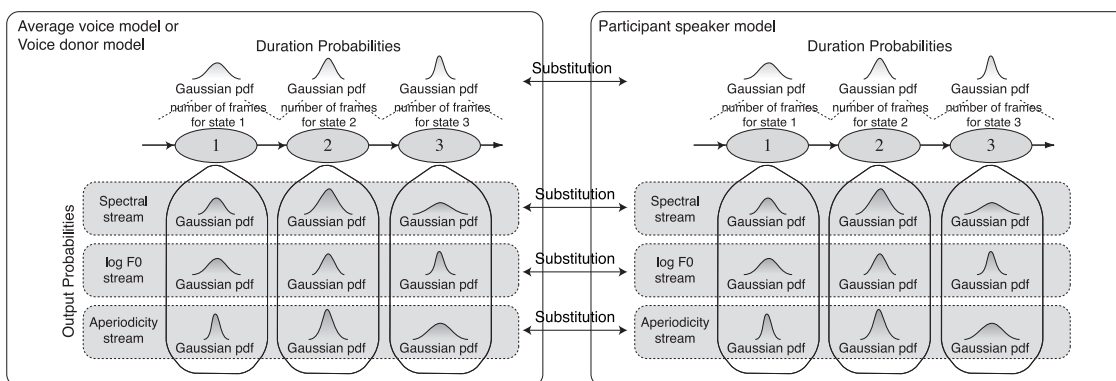 Average voice model or
Voice donor model
Duration Probabilities
Gaussian pdf Gaussian pdf Gaussian pdf
number of frames number of frames number of frames
for state 1 for state 2 for state 3
1 2 3
Output Probabilities
Spectral
stream
Gaussian pdf Gaussian pdf Gaussian pdf
log F0
stream
Gaussian pdf Gaussian pdf Gaussian pdf
Aperiodicity
stream
Gaussian pdf Gaussian pdf Gaussian pdf
Substitution
Substitution
Substitution
Substitution
Participant speaker model
Duration Probabilities
Gaussian pdf Gaussian pdf Gaussian pdf
number of frames number of frames number of frames
for state 1 for state 2 for state 3
1 2 3
Spectral
stream
Gaussian pdf Gaussian pdf Gaussian pdf
log F0
stream
Gaussian pdf Gaussian pdf Gaussian pdf
Aperiodicity
stream
Gaussian pdf Gaussian pdf Gaussian pdf